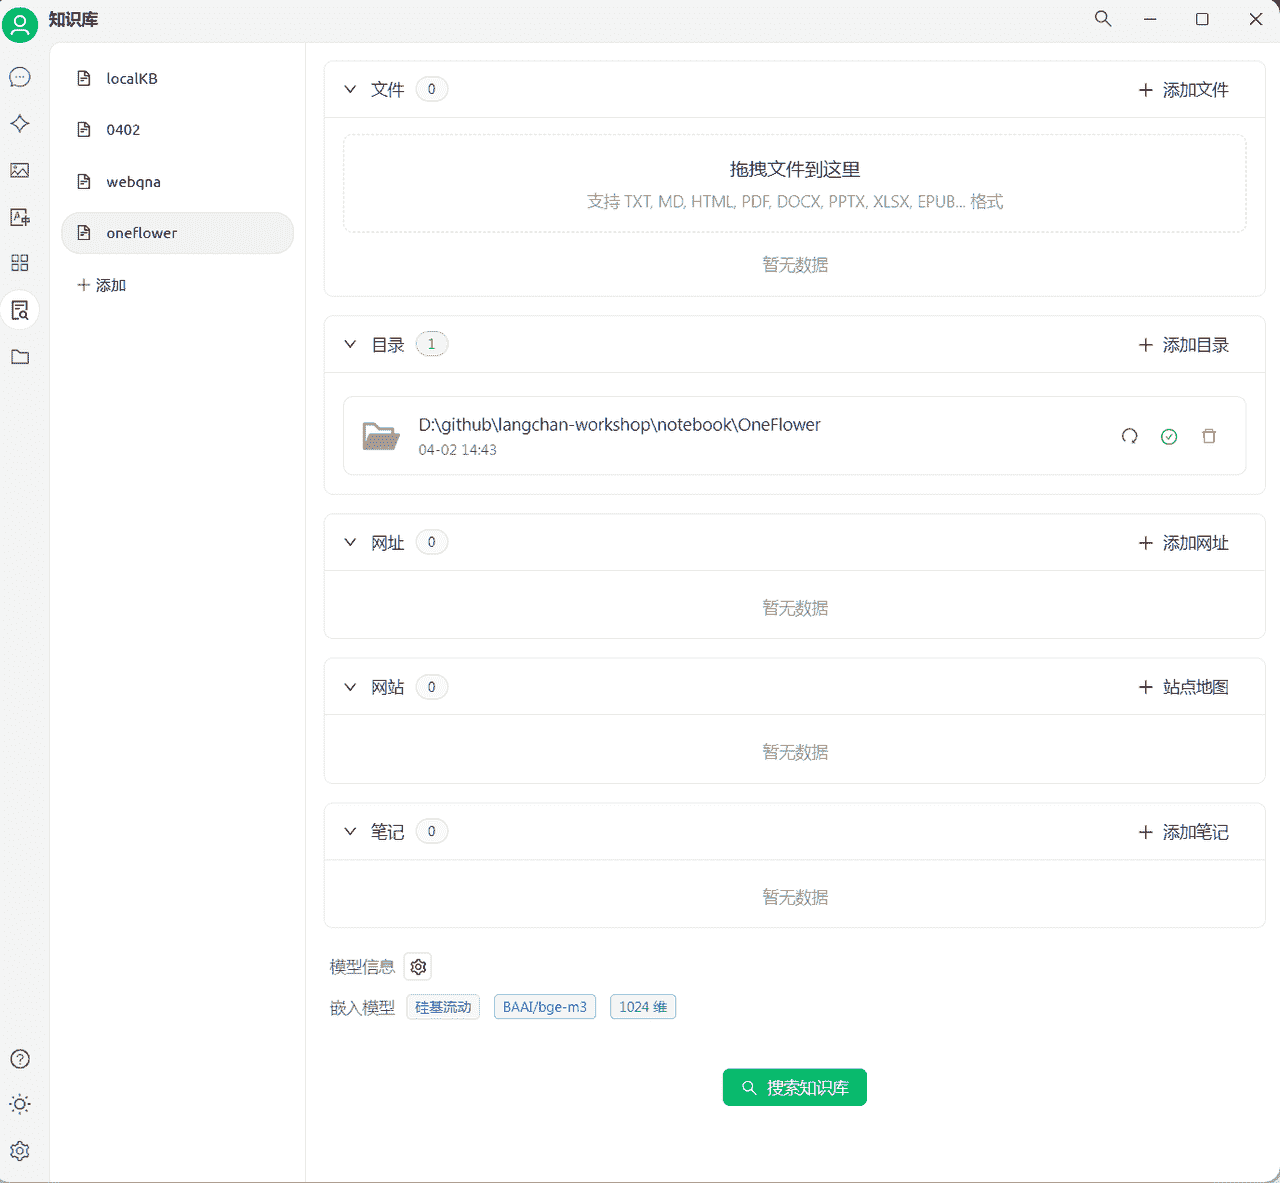 知识库
localKB
0402
webqna
oneflower
添加
文件 0 添加文件
拖拽文件到这里
支持 TXT, MD, HTML, PDF, DOCX, PPTX, XLSX, EPUB... 格式
暂无数据
目录 1 添加目录
D:\github\langchan-workshop\notebook\OneFlower
04-02 14:43
网址 0 添加网址
暂无数据
网站 0 站点地图
暂无数据
笔记 0 添加笔记
暂无数据
模型信息
嵌入模型 硅基流动 BAAI/bge-m3 1024 维
搜索知识库